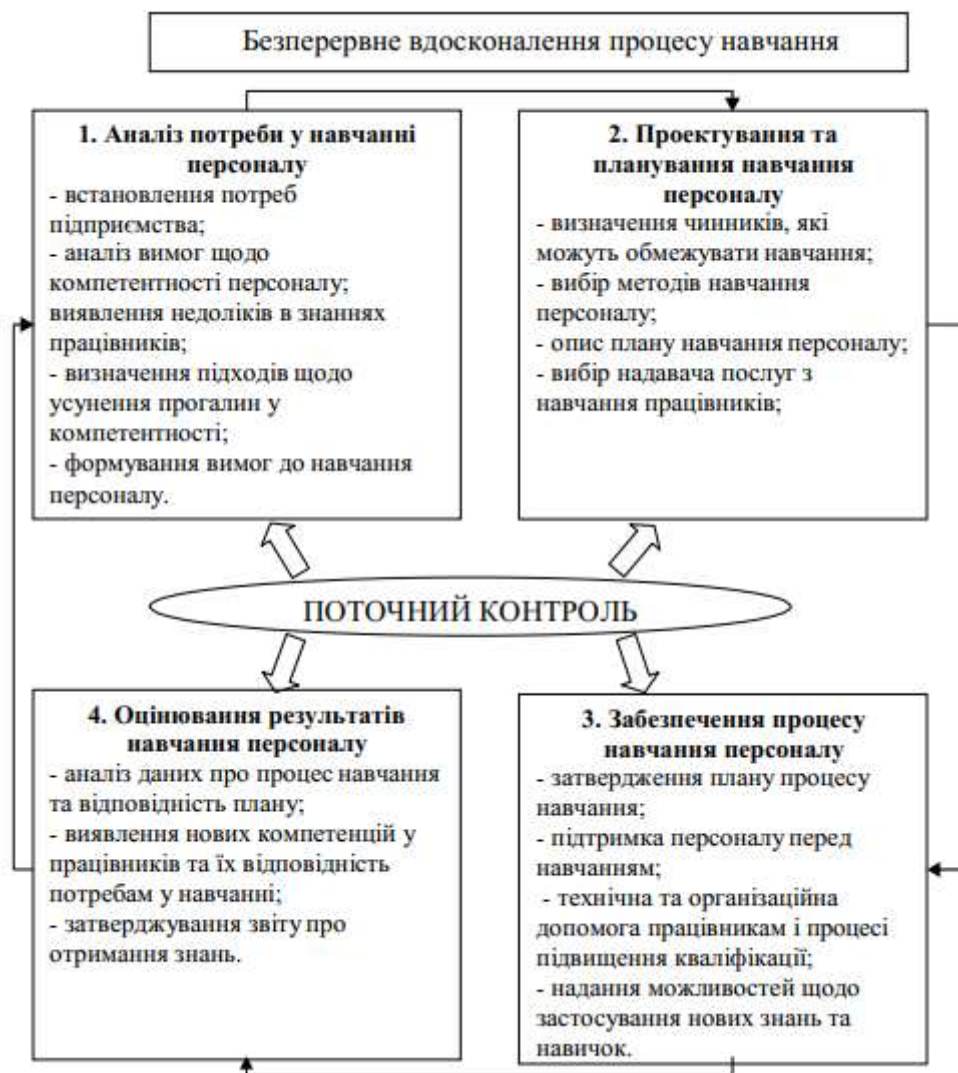 Безперервне вдосконалення процесу навчання
1. Аналіз потреби у навчанні
персоналу
- встановлення потреб
підприємства;
- аналіз вимог щодо
компетентності персоналу;
виявлення недоліків в знаннях
працівників;
- визначення підходів щодо
усунення прогалин у
компетентності;
- формування вимог до навчання
персоналу.
2. Проектування та
планування навчання
персоналу
- визначення чинників, які
можуть обмежувати навчання;
- вибір методів навчання
персоналу;
- опис плану навчання персоналу;
- вибір надавача послуг з
навчання працівників;
ПОТОЧНИЙ КОНТРОЛЬ
4. Оцінювання результатів
навчання персоналу
- аналіз даних про процес навчання
та відповідність плану;
- виявлення нових компетенцій у
працівників та їх відповідність
потребам у навчанні;
- затверджування звіту про
отримання знань.
3. Забезпечення процесу
навчання персоналу
- затвердження плану процесу
навчання;
- підтримка персоналу перед
навчанням;
- технічна та організаційна
допомога працівникам і процесі
підвищення кваліфікації;
- надання можливостей щодо
застосування нових знань та
навичок.